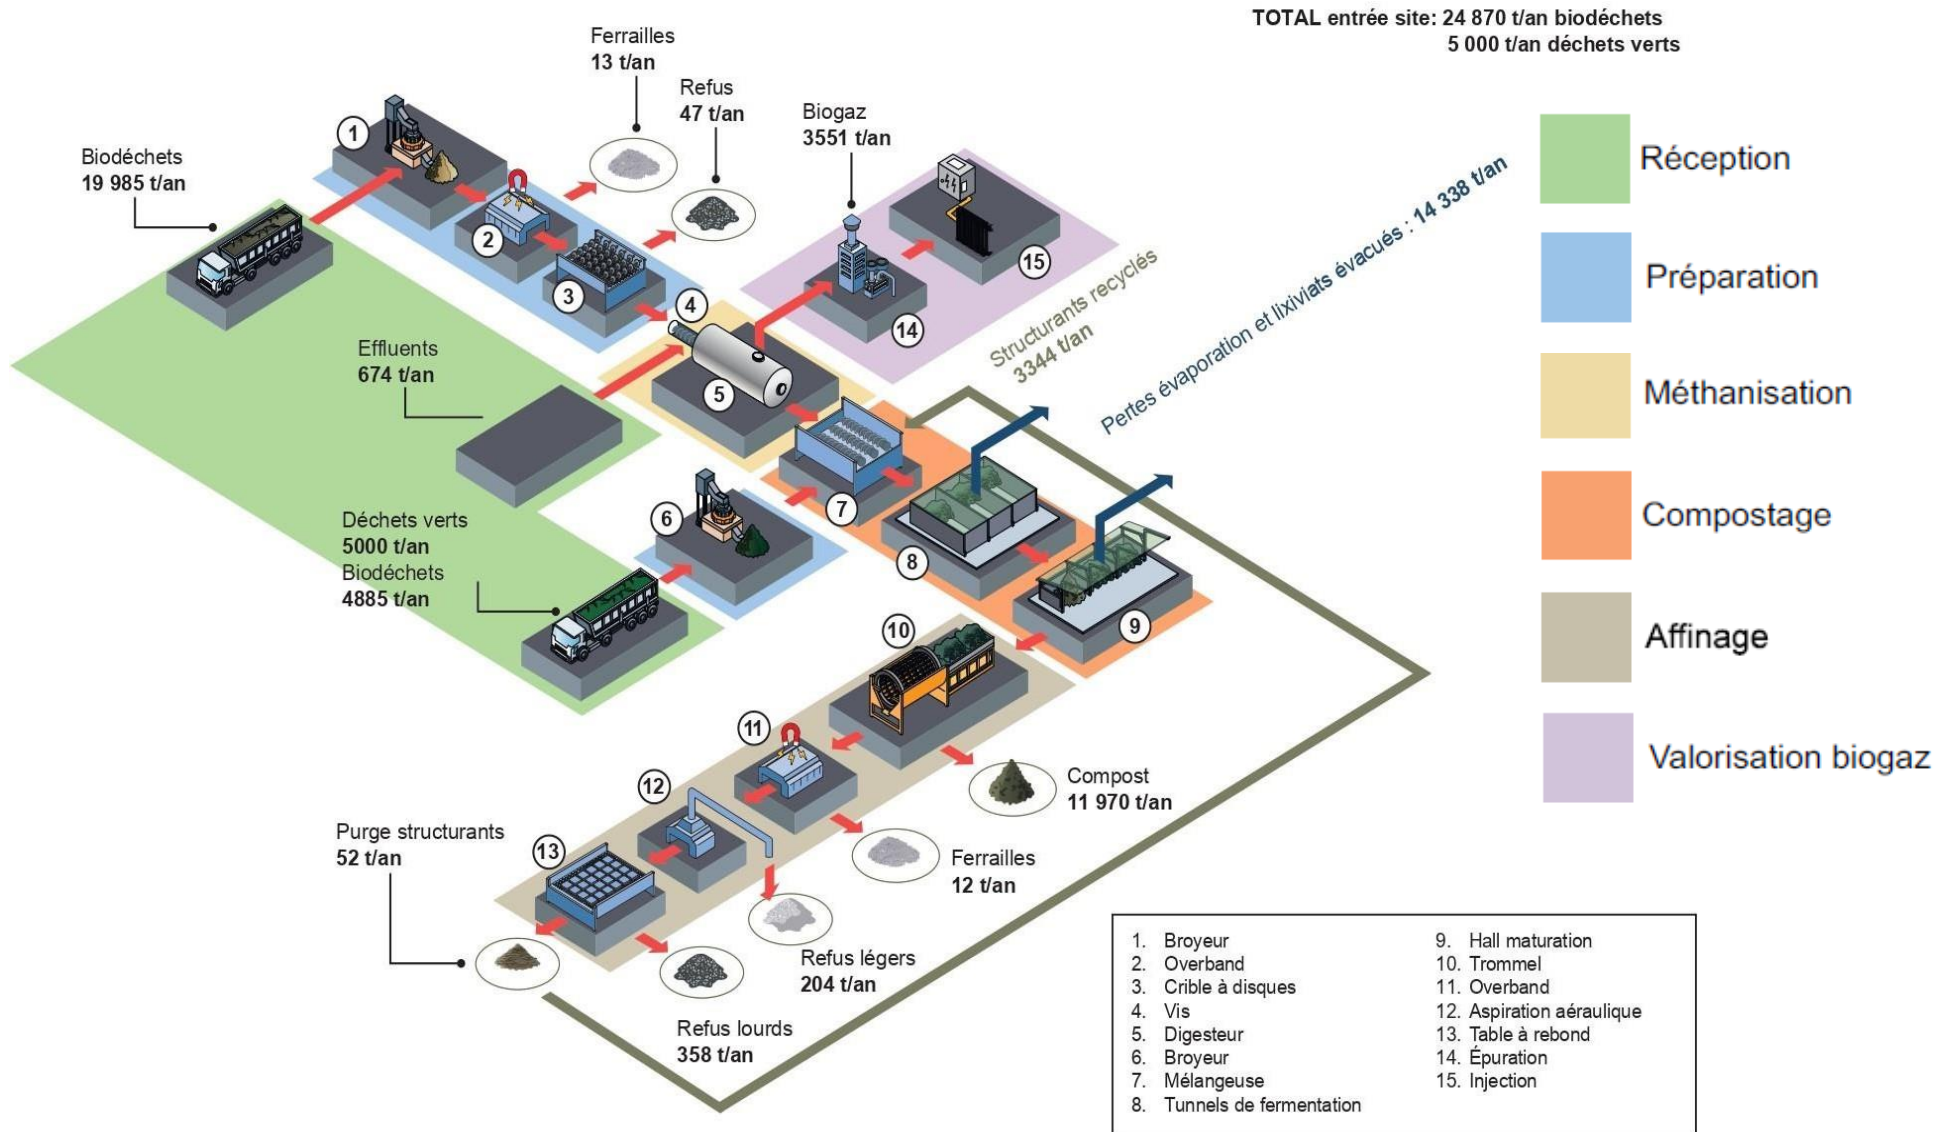 TOTAL entrée site: 24 870 t/an biodéchets
5 000 t/an déchets verts
Ferrailles
13 t/an
Refus
47 t/an
Biogaz
3551 t/an
Biodéchets
19 985 t/an
1
2
3
4
5
14
15
Effluents
674 t/an
Structurants recyclés
3344 t/an
Pertes évaporation et lixiviats évacués : 14 338 t/an
Déchets verts
5000 t/an
Biodéchets
4885 t/an
6
7
8
9
10
11
12
13
Compost
11 970 t/an
Ferrailles
12 t/an
Refus légers
204 t/an
Refus lourds
358 t/an
Purge structurants
52 t/an
Réception
Préparation
Méthanisation
Compostage
Affinage
Valorisation biogaz
1. Broyeur
2. Overband
3. Crible à disques
4. Vis
5. Digesteur
6. Broyeur
7. Mélangeuse
8. Tunnels de fermentation
9. Hall maturation
10. Trommel
11. Overband
12. Aspiration aéraulique
13. Table à rebond
14. Épuration
15. Injection